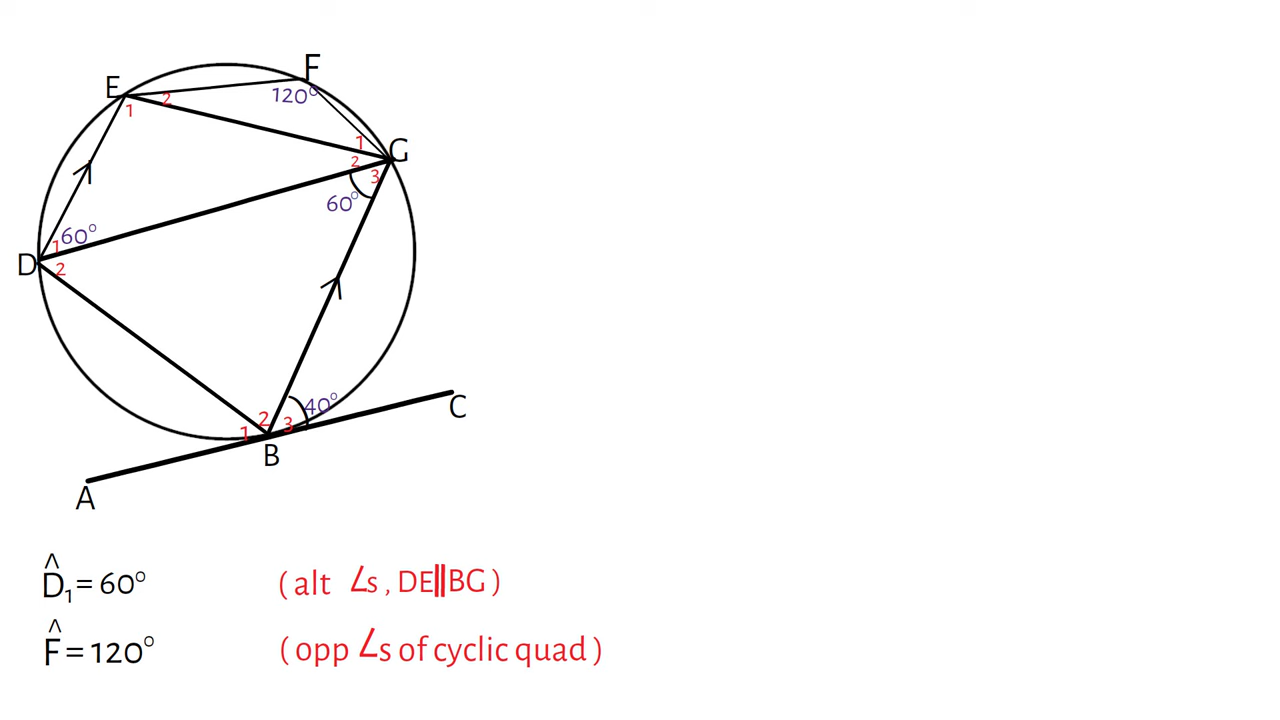 F
E
120°
2
1
1
G
2
3
60°
60°
1
D
2
40°
C
2
3
1
B
A
D̂₁ = 60° ( alt ∠s , DE∥BG )
F̂ = 120° ( opp ∠s of cyclic quad )